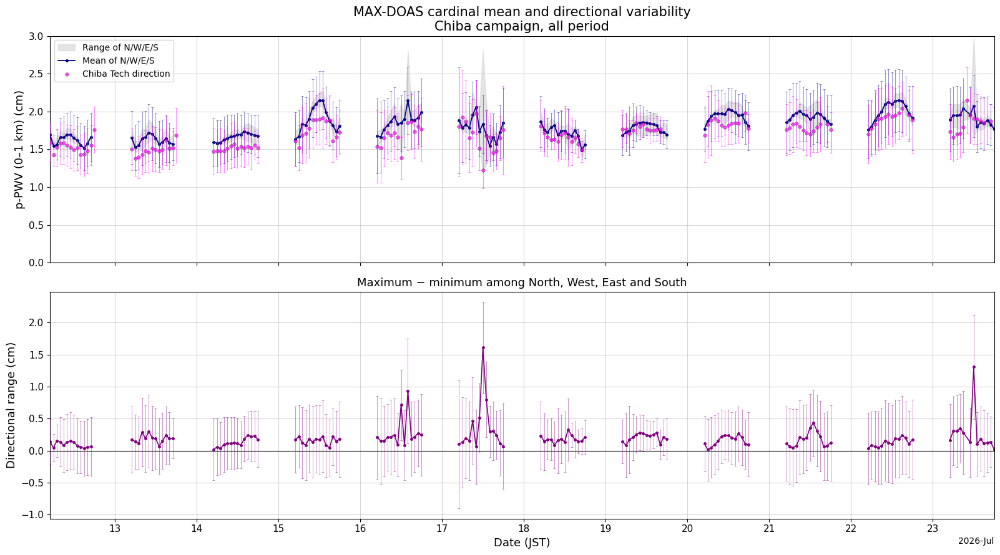 MAX-DOAS cardinal mean and directional variability
Chiba campaign, all period
Range of N/W/E/S
Mean of N/W/E/S
Chiba Tech direction
p-PWV (0–1 km) (cm)
3.0
2.5
2.0
1.5
1.0
0.5
0.0
Maximum − minimum among North, West, East and South
Directional range (cm)
2.0
1.5
1.0
0.5
0.0
−0.5
−1.0
13 14 15 16 17 18 19 20 21 22 23
Date (JST)
2026-Jul